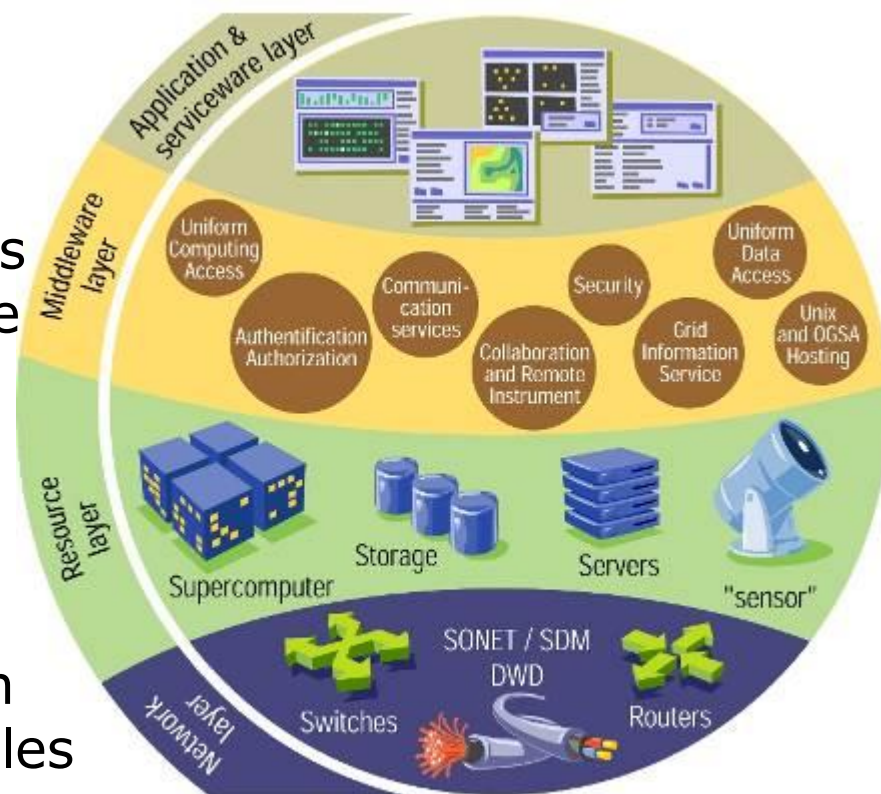 Application &
serviceware layer
Middleware
layer
Uniform
Computing
Access
Authentification
Authorization
Communi-
cation
services
Collaboration
and Remote
Instrument
Security
Grid
Information
Service
Uniform
Data
Access
Unix
and OGSA
Hosting
s
e
Resource
layer
Supercomputer
Storage
Servers
"sensor"
Network
layer
Switches
SONET / SDM
DWD
Routers
n
les